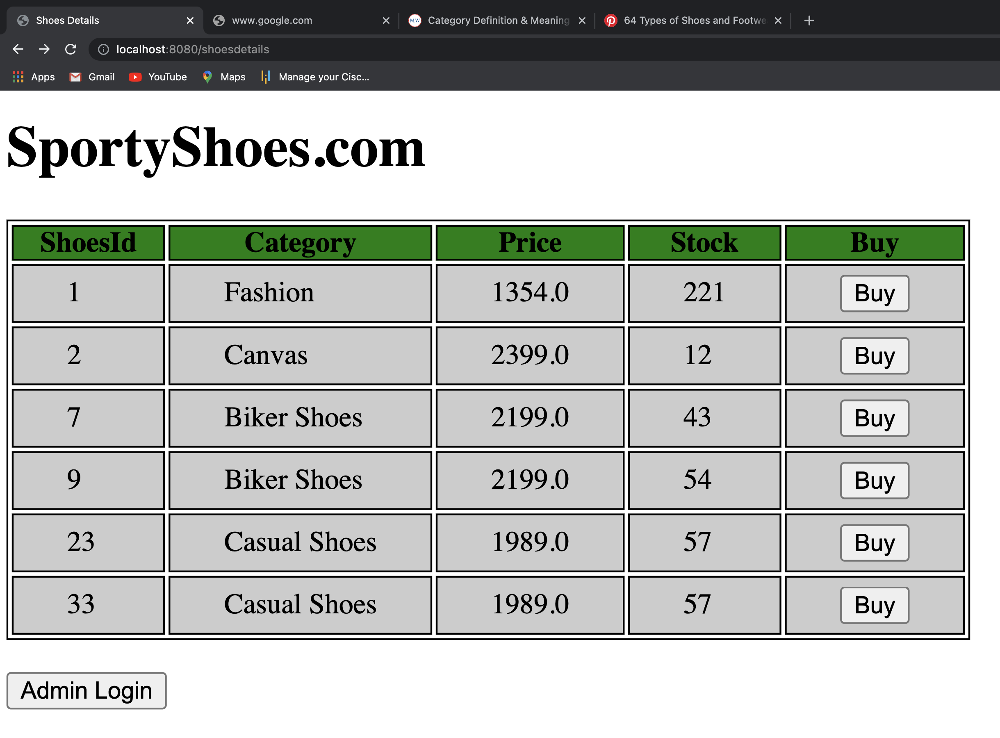 Shoes Details www.google.com MW Category Definition & Meaning 64 Types of Shoes and Footwe
localhost:8080/shoesdetails
Apps Gmail YouTube Maps Manage your Cisc...
SportyShoes.com
ShoesId Category Price Stock Buy
1 Fashion 1354.0 221 Buy
2 Canvas 2399.0 12 Buy
7 Biker Shoes 2199.0 43 Buy
9 Biker Shoes 2199.0 54 Buy
23 Casual Shoes 1989.0 57 Buy
33 Casual Shoes 1989.0 57 Buy
Admin Login